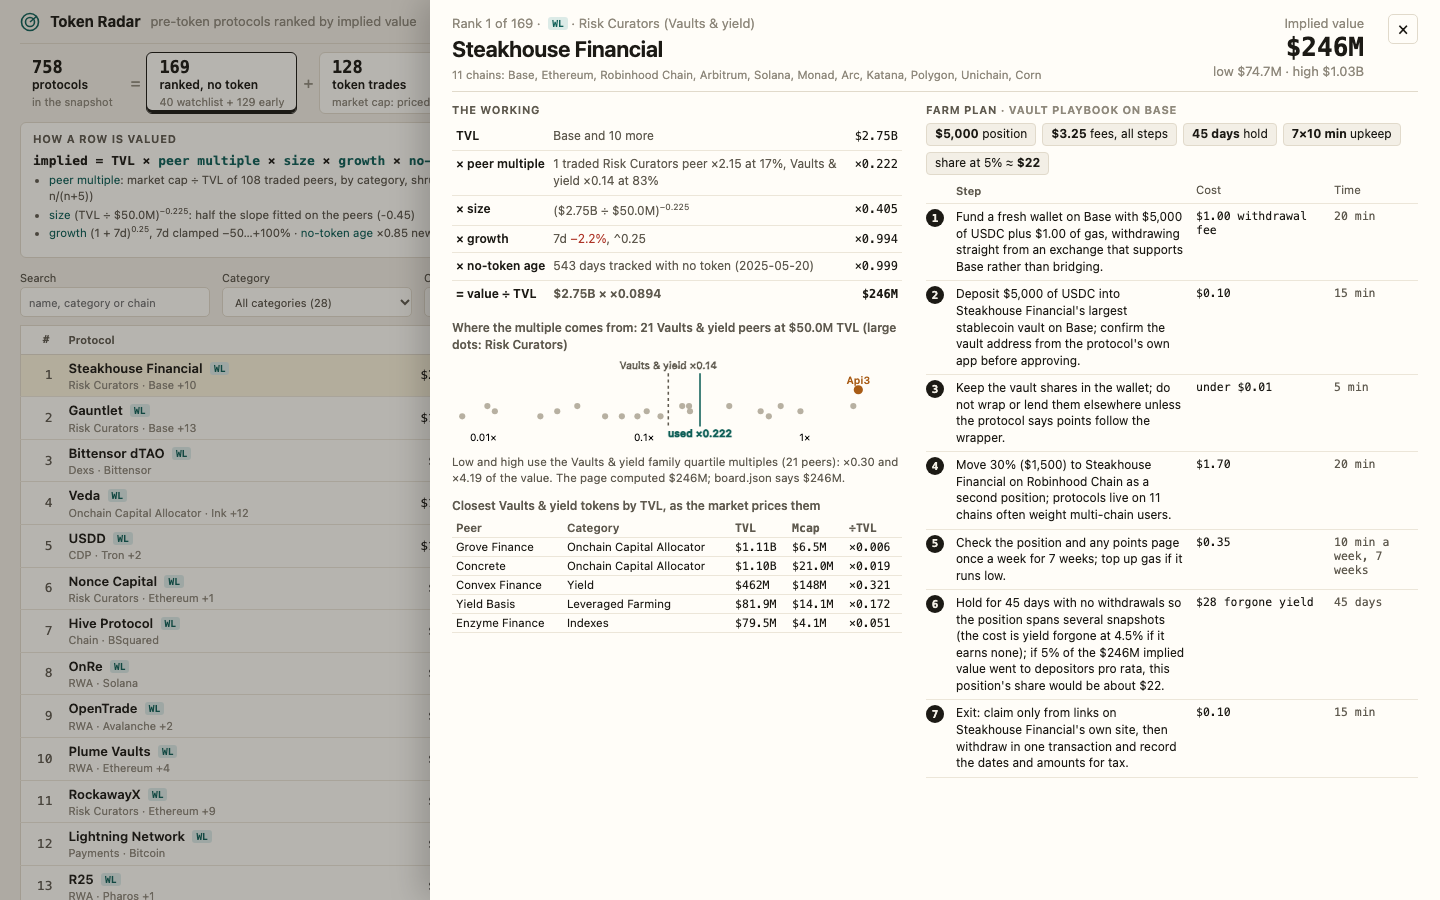 Token Radar pre-token protocols ranked by implied value
758
protocols
in the snapshot
=
169
ranked, no token
40 watchlist + 129 early
+
128
token trades
market cap: priced
HOW A ROW IS VALUED
implied = TVL × peer multiple × size × growth × no-
• peer multiple: market cap ÷ TVL of 108 traded peers, by category, shr
n/(n+5))
• size (TVL ÷ $50.0M)−0.225: half the slope fitted on the peers (-0.45)
• growth (1 + 7d)0.25, 7d clamped −50…+100% · no-token age ×0.85 new
Search
Category
name, category or chain
All categories (28)
# Protocol
1 Steakhouse Financial WL
Risk Curators · Base +10
2 Gauntlet WL
Risk Curators · Base +13
3 Bittensor dTAO WL
Dexs · Bittensor
4 Veda WL
Onchain Capital Allocator · Ink +12
5 USDD WL
CDP · Tron +2
6 Nonce Capital WL
Risk Curators · Ethereum +1
7 Hive Protocol WL
Chain · BSquared
8 OnRe WL
RWA · Solana
9 OpenTrade WL
RWA · Avalanche +2
10 Plume Vaults WL
RWA · Ethereum +4
11 RockawayX WL
Risk Curators · Ethereum +9
12 Lightning Network WL
Payments · Bitcoin
13 R25 WL
RWA · Pharos +1
Rank 1 of 169 · WL · Risk Curators (Vaults & yield)
Steakhouse Financial
11 chains: Base, Ethereum, Robinhood Chain, Arbitrum, Solana, Monad, Arc, Katana, Polygon, Unichain, Corn
Implied value
$246M
low $74.7M · high $1.03B
×
THE WORKING
TVL Base and 10 more $2.75B
× peer multiple 1 traded Risk Curators peer ×2.15 at 17%, Vaults & ×0.222
yield ×0.14 at 83%
× size ($2.75B ÷ $50.0M)−0.225 ×0.405
× growth 7d −2.2%, ^0.25 ×0.994
× no-token age 543 days tracked with no token (2025-05-20) ×0.999
= value ÷ TVL $2.75B × ×0.0894 $246M
Where the multiple comes from: 21 Vaults & yield peers at $50.0M TVL (large
dots: Risk Curators)
Vaults & yield ×0.14
Api3
used ×0.222
0.01× 0.1× 1×
Low and high use the Vaults & yield family quartile multiples (21 peers): ×0.30 and
×4.19 of the value. The page computed $246M; board.json says $246M.
Closest Vaults & yield tokens by TVL, as the market prices them
Peer Category TVL Mcap ÷TVL
Grove Finance Onchain Capital Allocator $1.11B $6.5M ×0.006
Concrete Onchain Capital Allocator $1.10B $21.0M ×0.019
Convex Finance Yield $462M $148M ×0.321
Yield Basis Leveraged Farming $81.9M $14.1M ×0.172
Enzyme Finance Indexes $79.5M $4.1M ×0.051
FARM PLAN · VAULT PLAYBOOK ON BASE
$5,000 position
$3.25 fees, all steps
45 days hold
7×10 min upkeep
share at 5% ≈ $22
Step Cost Time
1 Fund a fresh wallet on Base with $5,000 $1.00 withdrawal 20 min
of USDC plus $1.00 of gas, withdrawing fee
straight from an exchange that supports
Base rather than bridging.
2 Deposit $5,000 of USDC into $0.10 15 min
Steakhouse Financial's largest
stablecoin vault on Base; confirm the
vault address from the protocol's own
app before approving.
3 Keep the vault shares in the wallet; do under $0.01 5 min
not wrap or lend them elsewhere unless
the protocol says points follow the
wrapper.
4 Move 30% ($1,500) to Steakhouse $1.70 20 min
Financial on Robinhood Chain as a
second position; protocols live on 11
chains often weight multi-chain users.
5 Check the position and any points page $0.35 10 min a
once a week for 7 weeks; top up gas if it week, 7
runs low. weeks
6 Hold for 45 days with no withdrawals so $28 forgone yield 45 days
the position spans several snapshots
(the cost is yield forgone at 4.5% if it
earns none); if 5% of the $246M implied
value went to depositors pro rata, this
position's share would be about $22.
7 Exit: claim only from links on $0.10 15 min
Steakhouse Financial's own site, then
withdraw in one transaction and record
the dates and amounts for tax.